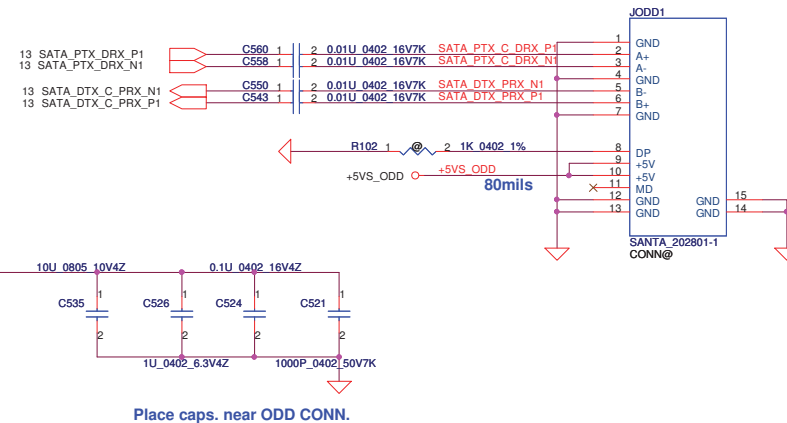 JODD1
13 SATA_PTX_DRX_P1 C560 1 2 0.01U_0402_16V7K SATA_PTX_C_DRX_P1 1 GND
13 SATA_PTX_DRX_N1 C558 1 2 0.01U_0402_16V7K SATA_PTX_C_DRX_N1 2 A+
3 A-
4 GND
13 SATA_DTX_C_PRX_N1 C550 1 2 0.01U_0402_16V7K SATA_DTX_PRX_N1 5 B-
13 SATA_DTX_C_PRX_P1 C543 1 2 0.01U_0402_16V7K SATA_DTX_PRX_P1 6 B+
7 GND
R102 1 @ 2 1K_0402_1% 8 DP
9 +5V
+5VS_ODD +5VS_ODD 10 +5V
80mils 11 MD
12 GND GND 15
13 GND GND 14
SANTA_202801-1
CONN@
10U_0805_10V4Z 0.1U_0402_16V4Z
1 1 1 1
C535 C526 C524 C521
2 2 2 2
1U_0402_6.3V4Z 1000P_0402_50V7K
Place caps. near ODD CONN.